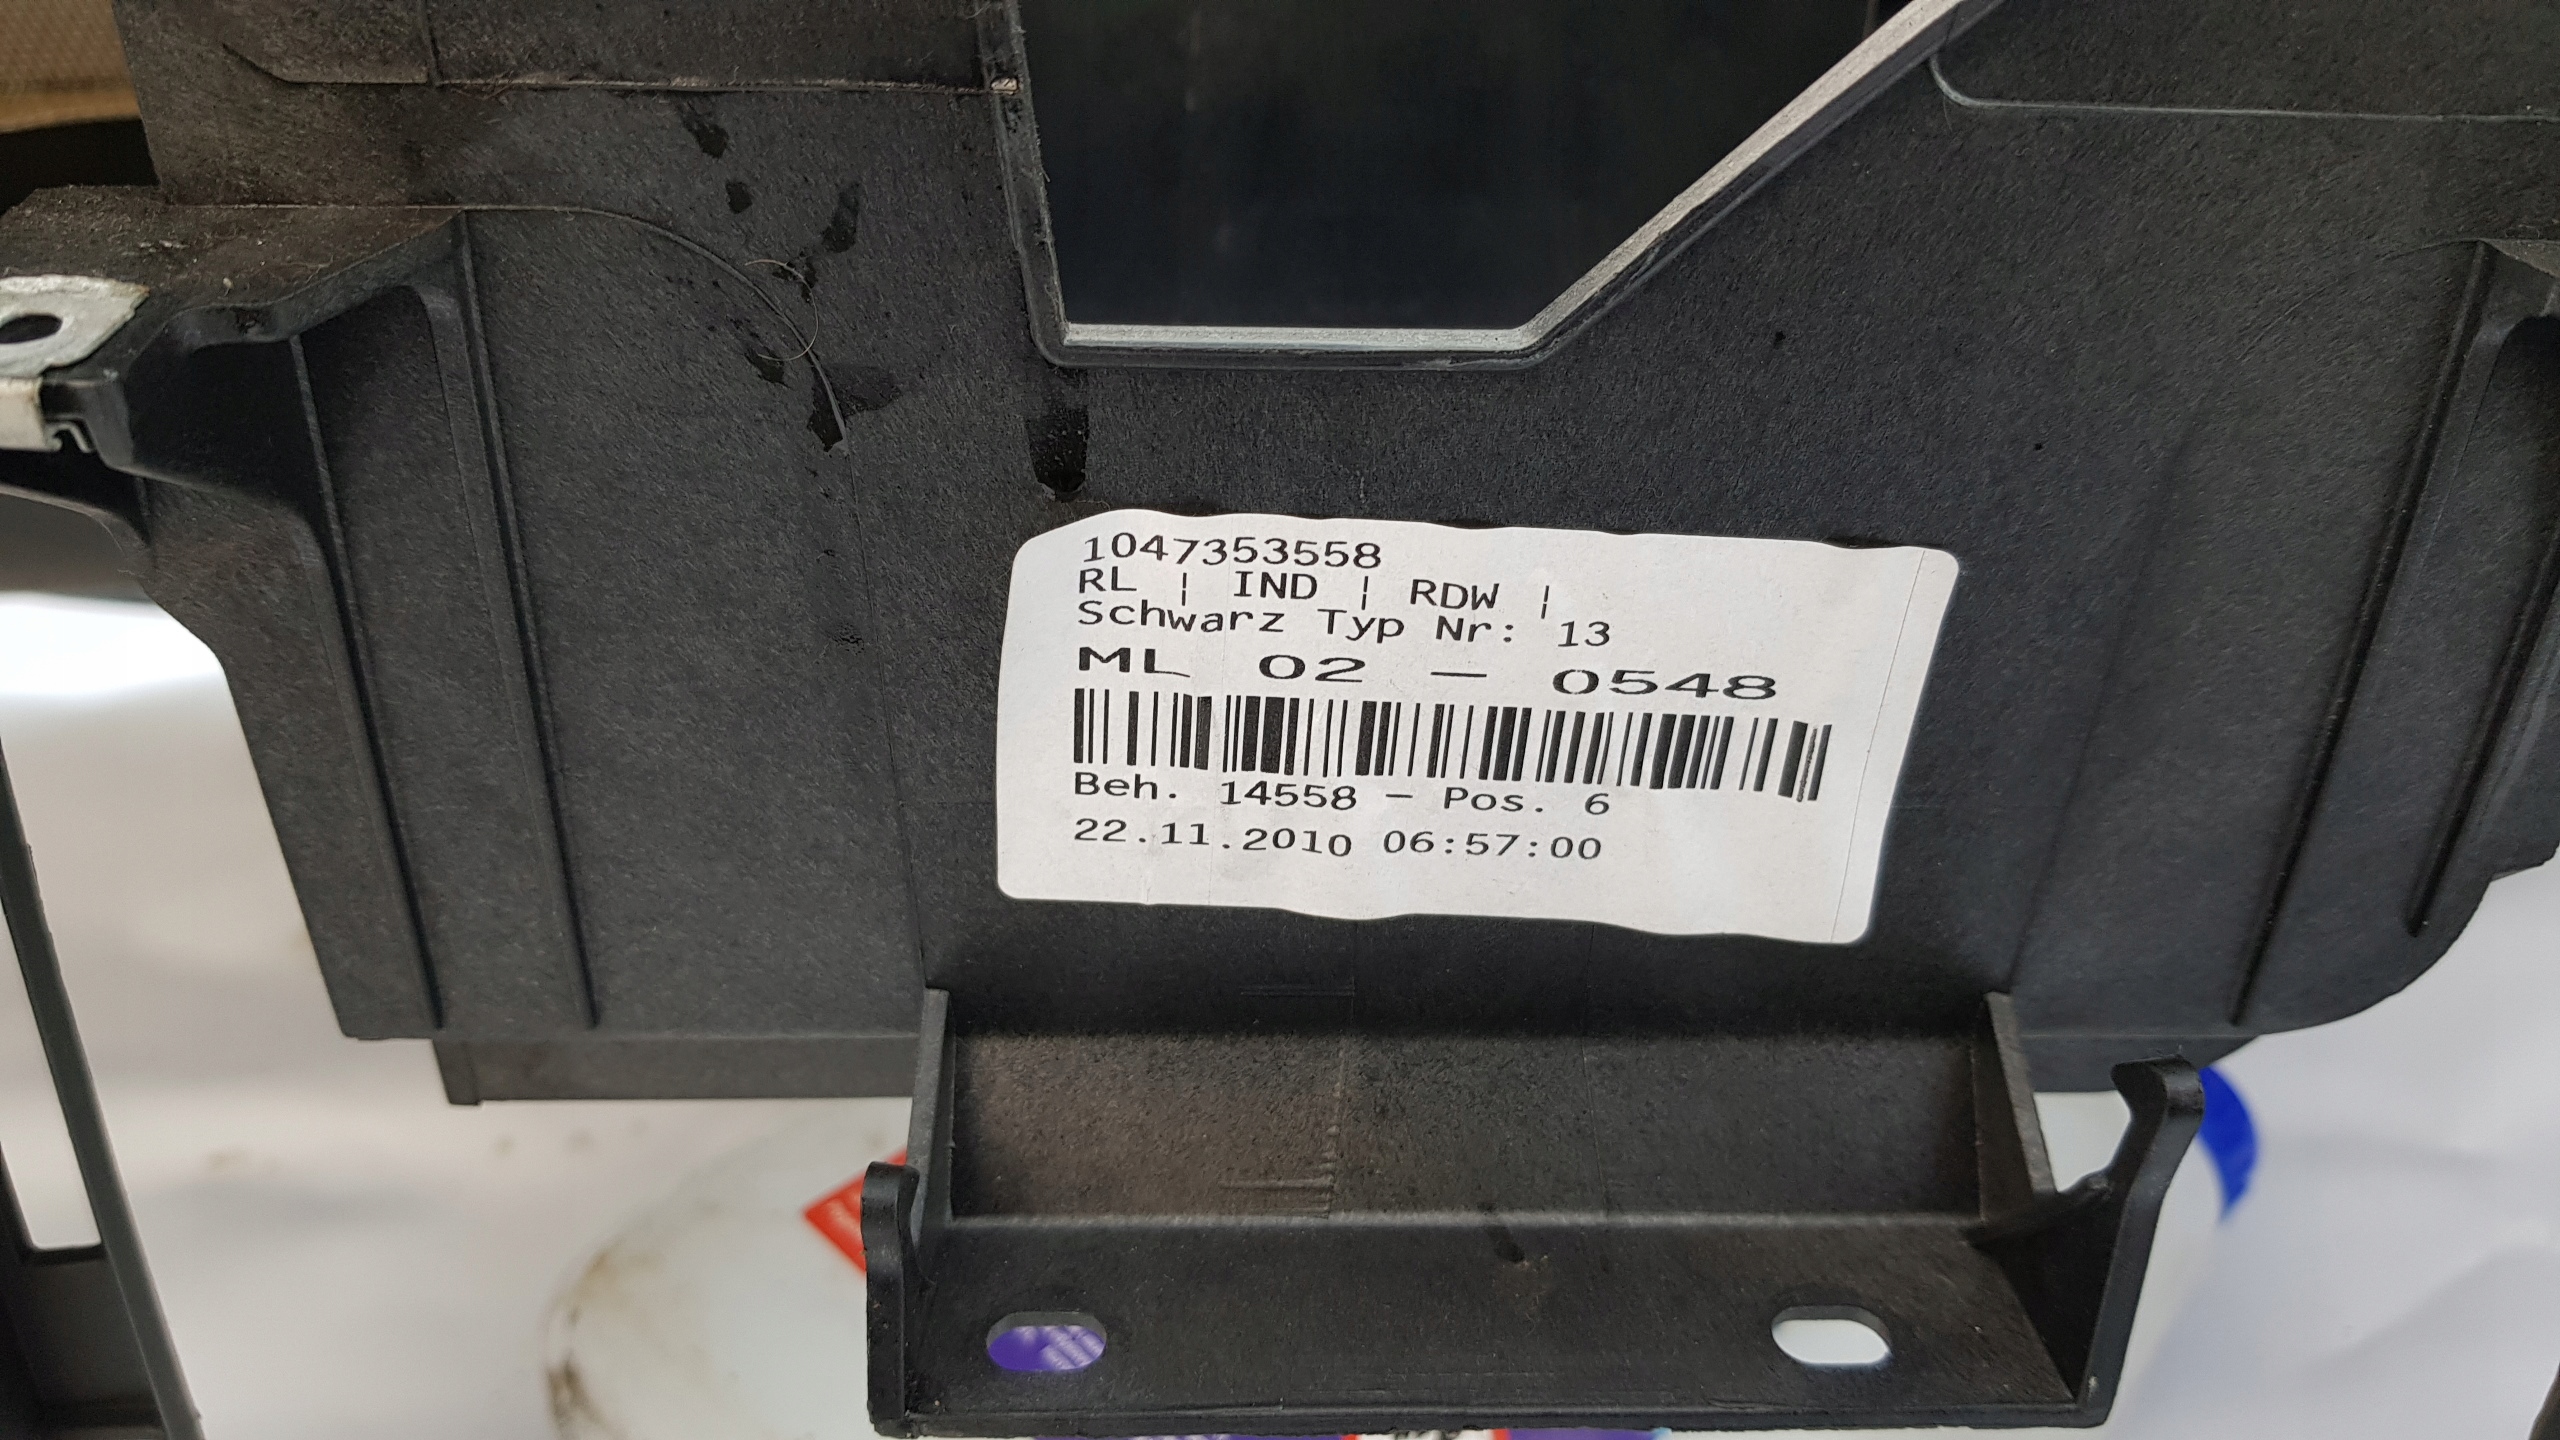 1047353558
RL ¦ IND ¦ RDW ¦
Schwarz Typ Nr: 13
ML 02 - 0548
Beh. 14558 - Pos. 6
22.11.2010 06:57:00